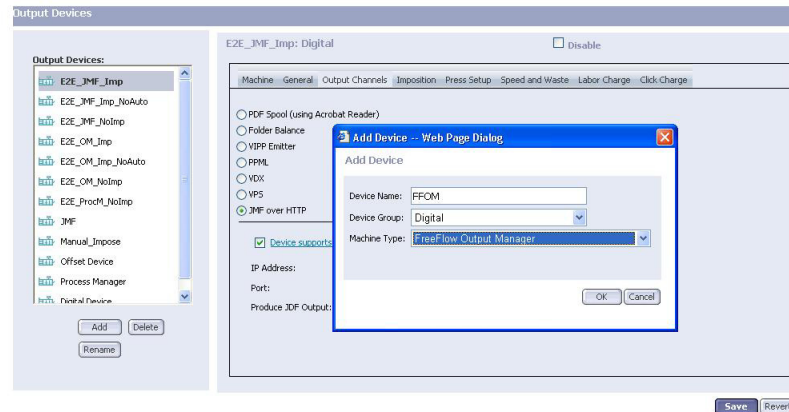 Output Devices
Output Devices:
E2E_JMF_Imp
E2E_JMF_Imp_NoAuto
E2E_JMF_NoImp
E2E_OM_Imp
E2E_OM_Imp_NoAuto
E2E_OM_NoImp
E2E_ProcM_NoImp
JMF
Manual_Impose
Offset Device
Process Manager
Digital Device
Add Delete
Rename
E2E_JMF_Imp: Digital Disable
Machine General Output Channels Imposition Press Setup Speed and Waste Labor Charge Click Charge
PDF Spool (using Acrobat Reader)
Folder Balance
VIPP Emitter
PPML
VDX
VPS
JMF over HTTP
Device supports
IP Address:
Port:
Produce JDF Output:
Add Device -- Web Page Dialog
Add Device
Device Name: FFOM
Device Group: Digital
Machine Type: FreeFlow Output Manager
OK Cancel
Save Revert